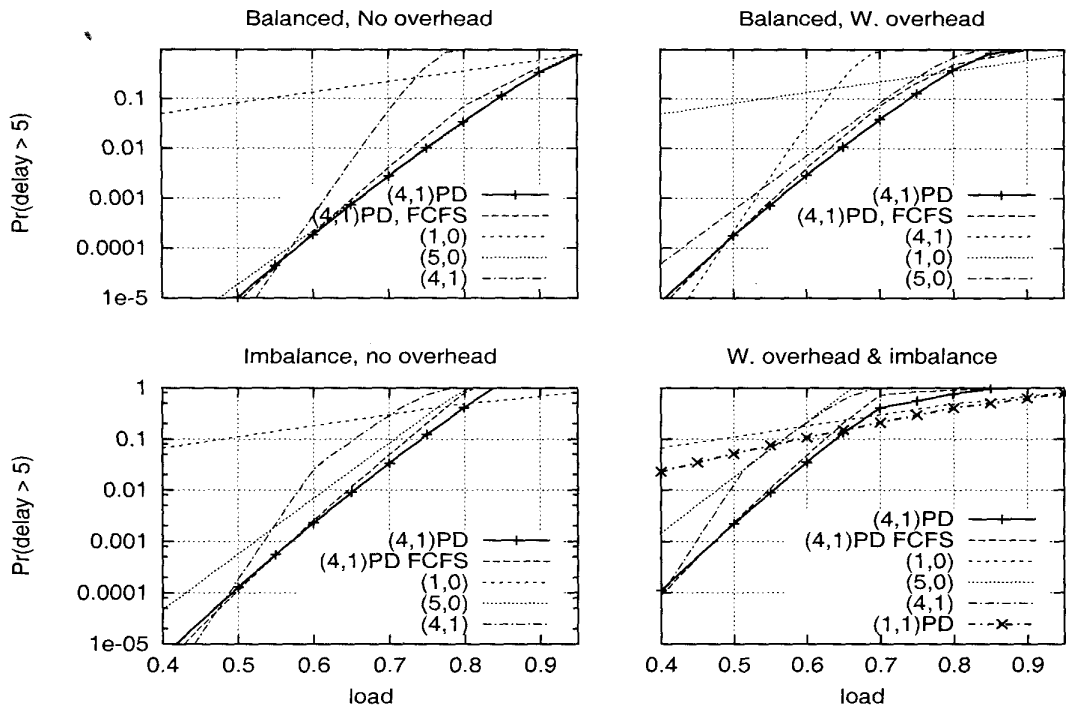 Balanced, No overhead
Pr(delay > 5)
0.1
0.01
0.001
0.0001
1e-5
(4,1)PD
(4,1)PD, FCFS
(1,0)
(5,0)
(4,1)
Balanced, W. overhead
(4,1)PD
(4,1)PD, FCFS
(4,1)
(1,0)
(5,0)
Imbalance, no overhead
Pr(delay > 5)
1
0.1
0.01
0.001
0.0001
1e-05
(4,1)PD
(4,1)PD FCFS
(1,0)
(5,0)
(4,1)
0.4 0.5 0.6 0.7 0.8 0.9
load
W. overhead & imbalance
(4,1)PD
(4,1)PD FCFS
(1,0)
(5,0)
(4,1)
(1,1)PD
0.4 0.5 0.6 0.7 0.8 0.9
load